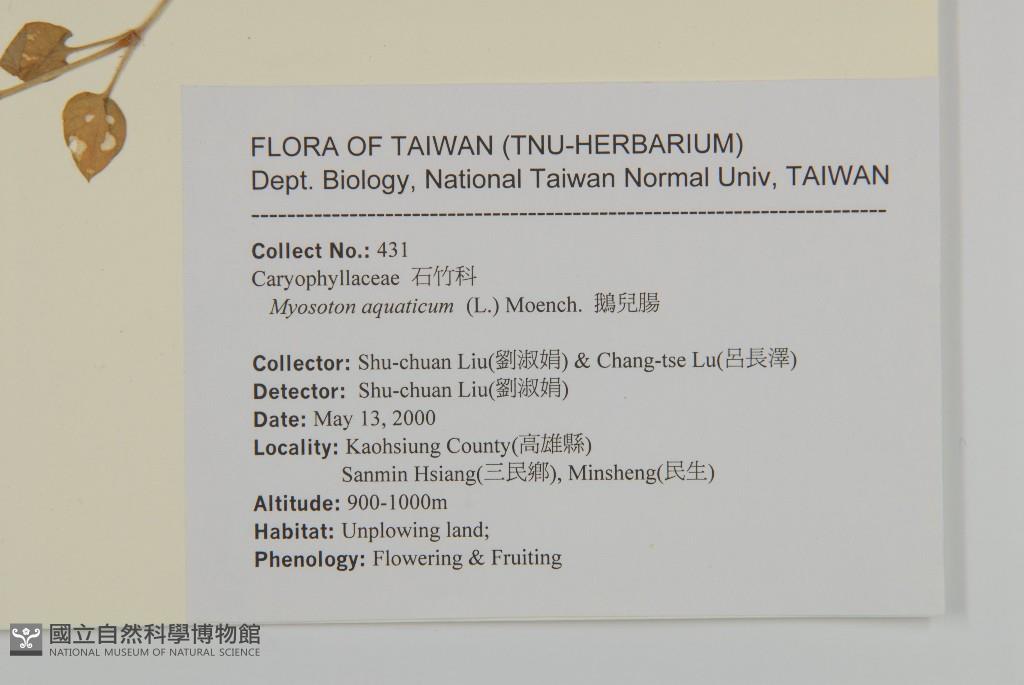 FLORA OF TAIWAN (TNU-HERBARIUM)
Dept. Biology, National Taiwan Normal Univ, TAIWAN
-----------------------------------------------------------------------
Collect No.: 431
Caryophyllaceae 石竹科
Myosoton aquaticum (L.) Moench. 鵝兒腸
Collector: Shu-chuan Liu(劉淑娟) & Chang-tse Lu(呂長澤)
Detector: Shu-chuan Liu(劉淑娟)
Date: May 13, 2000
Locality: Kaohsiung County(高雄縣)
Sanmin Hsiang(三民鄉), Minsheng(民生)
Altitude: 900-1000m
Habitat: Unplowing land;
Phenology: Flowering & Fruiting
國立自然科學博物館
NATIONAL MUSEUM OF NATURAL SCIENCE